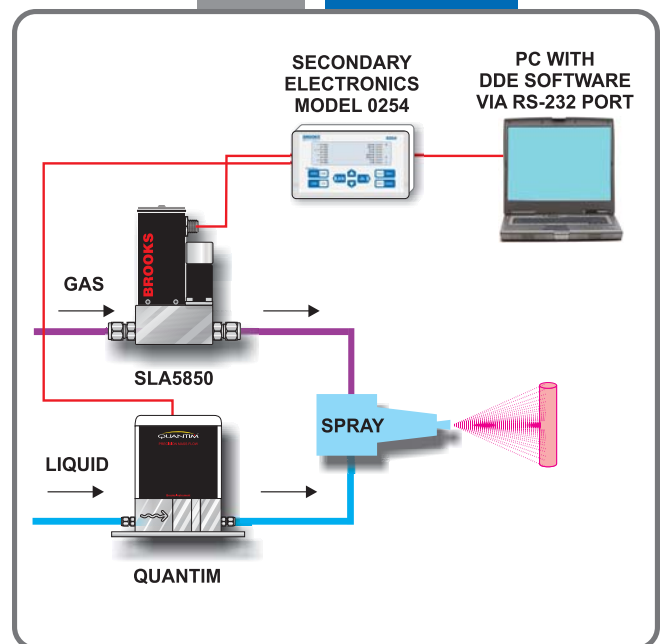 SECONDARY
ELECTRONICS
MODEL 0254
PC WITH
DDE SOFTWARE
VIA RS-232 PORT
BROOKS
GAS
SLA5850
SPRAY
QUANTIM
LIQUID
QUANTIM